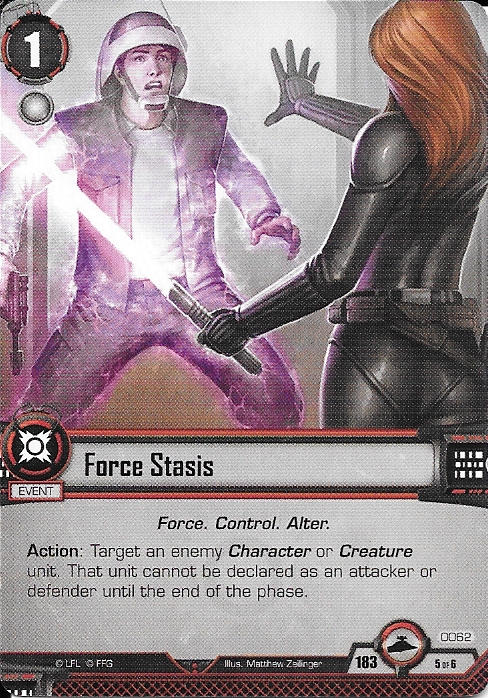 1
Force Stasis
EVENT
Force. Control. Alter.
Action: Target an enemy Character or Creature
unit. That unit cannot be declared as an attacker or
defender until the end of the phase.
0062
© LFL © FFG
Illus. Matthew Zeilinger
183
5 OF 6